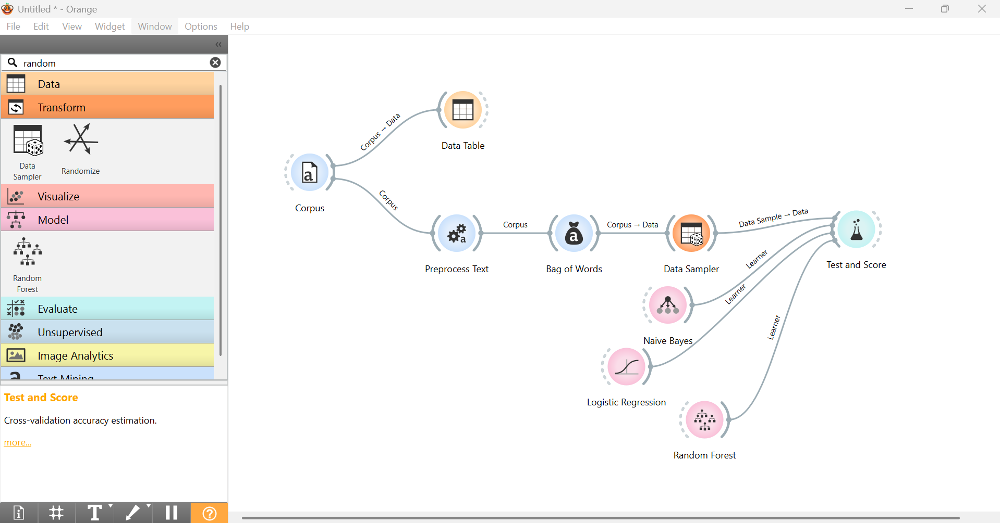 Untitled * - Orange
File Edit View Widget Window Options Help
random
Data
Transform
Data
Sampler
Randomize
Visualize
Model
Random
Forest
Evaluate
Unsupervised
Image Analytics
Text Mining
Test and Score
Cross-validation accuracy estimation.
more...
Corpus → Data
Data Table
Corpus
Corpus
Preprocess Text
Corpus
Bag of Words
Corpus → Data
Data Sampler
Data Sample → Data
Test and Score
Learner
Naive Bayes
Learner
Logistic Regression
Learner
Random Forest